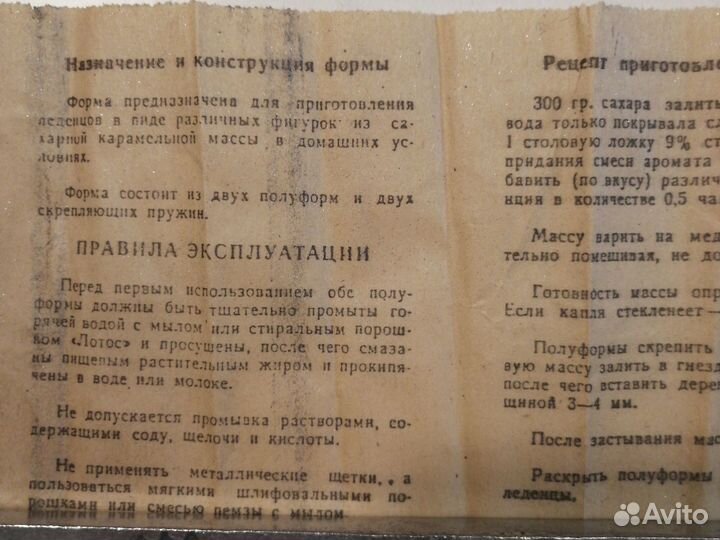 Назначение и конструкция формы
Форма предназначена для приготовления
леденцов в виде различных фигурок из са-
харной карамельной массы в домашних ус-
ловиях.
Форма состоит из двух полуформ и двух
скрепляющих пружин.
ПРАВИЛА ЭКСПЛУАТАЦИИ
Перед первым использованием обе полу-
формы должны быть тщательно промыты го-
рячей водой с мылом или стиральным порош-
ком «Лотос» и просушены, после чего смаза-
ны пищевым растительным жиром и прокипя-
чены в воде или молоке.
Не допускается промывка растворами, со-
держащими соду, щелочи и кислоты.
Не применять металлические щетки, а
пользоваться мягкими шлифовальными по-
рошками или смесью пемзы с мылом.
Рецепт приготовле
300 гр. сахара залить
вода только покрывала сл
1 столовую ложку 9% ст
придания смеси аромата
бавить (по вкусу) различ
енция в количестве 0,5 ча
Массу варить на мед
тельно помешивая, не до
Готовность массы опр
Если капля стекленеет —
Полуформы скрепить
вую массу залить в гнезд
после чего вставить дере
щиной 3—4 мм.
После застывания мас
Раскрыть полуформы
леденцы.
Avito